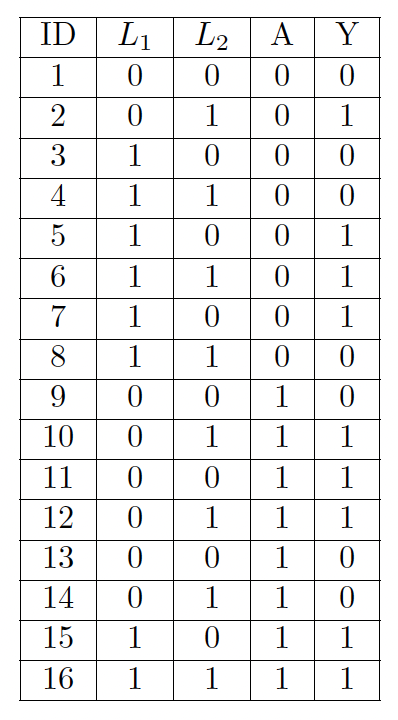 ID L₁ L₂ A Y
1 0 0 0 0
2 0 1 0 1
3 1 0 0 0
4 1 1 0 0
5 1 0 0 1
6 1 1 0 1
7 1 0 0 1
8 1 1 0 0
9 0 0 1 0
10 0 1 1 1
11 0 0 1 1
12 0 1 1 1
13 0 0 1 0
14 0 1 1 0
15 1 0 1 1
16 1 1 1 1